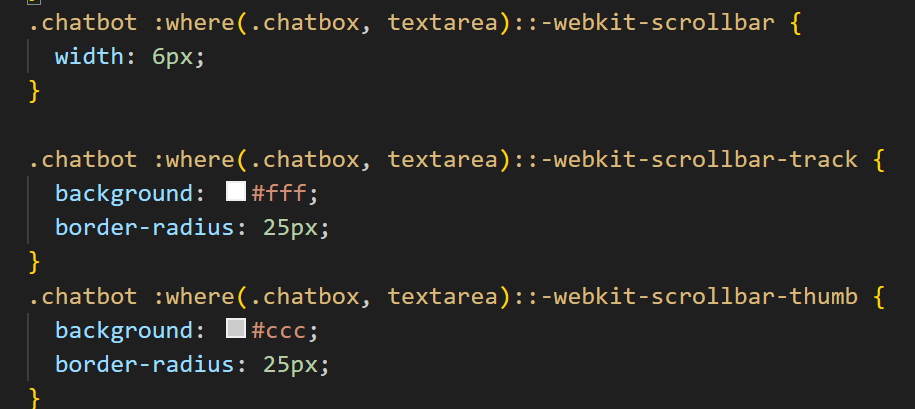 .chatbot :where(.chatbox, textarea)::-webkit-scrollbar {
  width: 6px;
}

.chatbot :where(.chatbox, textarea)::-webkit-scrollbar-track {
  background: #fff;
  border-radius: 25px;
}
.chatbot :where(.chatbox, textarea)::-webkit-scrollbar-thumb {
  background: #ccc;
  border-radius: 25px;
}